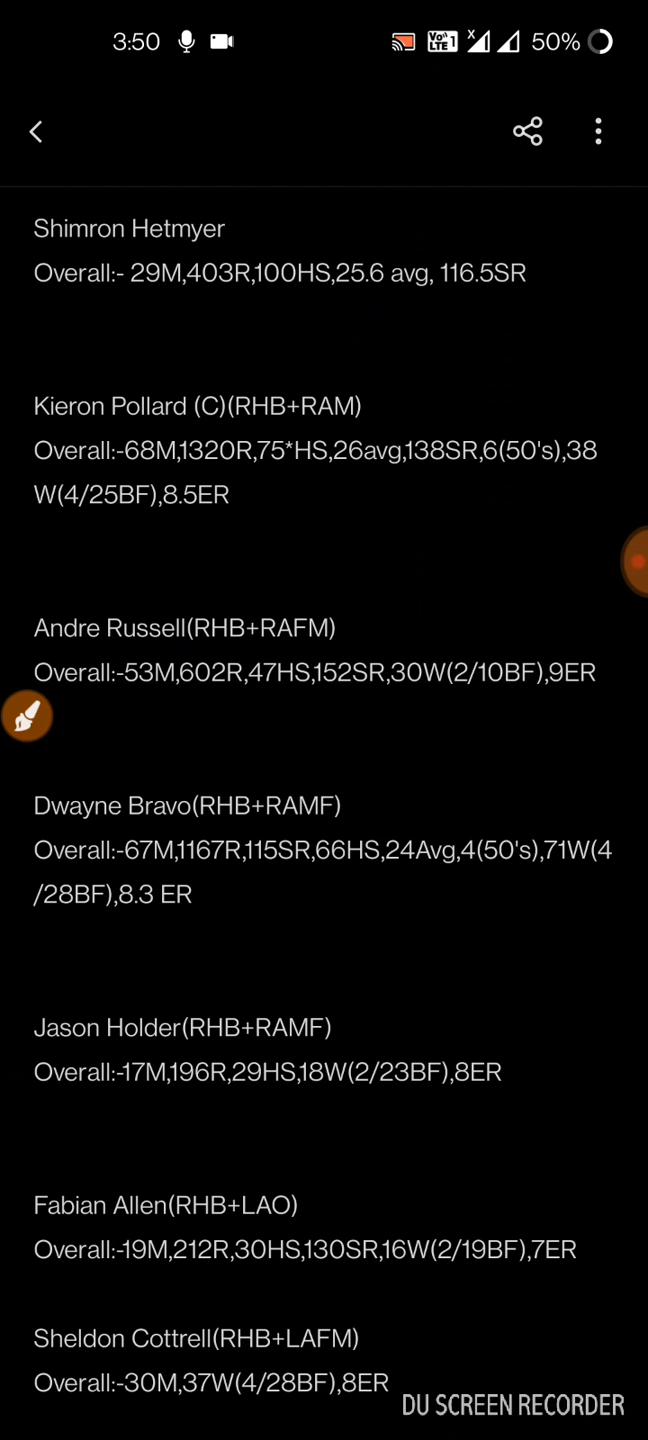 3:50
Vo LTE 1
X
50%
Shimron Hetmyer
Overall:- 29M,403R,100HS,25.6 avg, 116.5SR
Kieron Pollard (C)(RHB+RAM)
Overall:-68M,1320R,75*HS,26avg,138SR,6(50's),38
W(4/25BF),8.5ER
Andre Russell(RHB+RAFM)
Overall:-53M,602R,47HS,152SR,30W(2/10BF),9ER
Dwayne Bravo(RHB+RAMF)
Overall:-67M,1167R,115SR,66HS,24Avg,4(50's),71W(4
/28BF),8.3 ER
Jason Holder(RHB+RAMF)
Overall:-17M,196R,29HS,18W(2/23BF),8ER
Fabian Allen(RHB+LAO)
Overall:-19M,212R,30HS,130SR,16W(2/19BF),7ER
Sheldon Cottrell(RHB+LAFM)
Overall:-30M,37W(4/28BF),8ER
DU SCREEN RECORDER